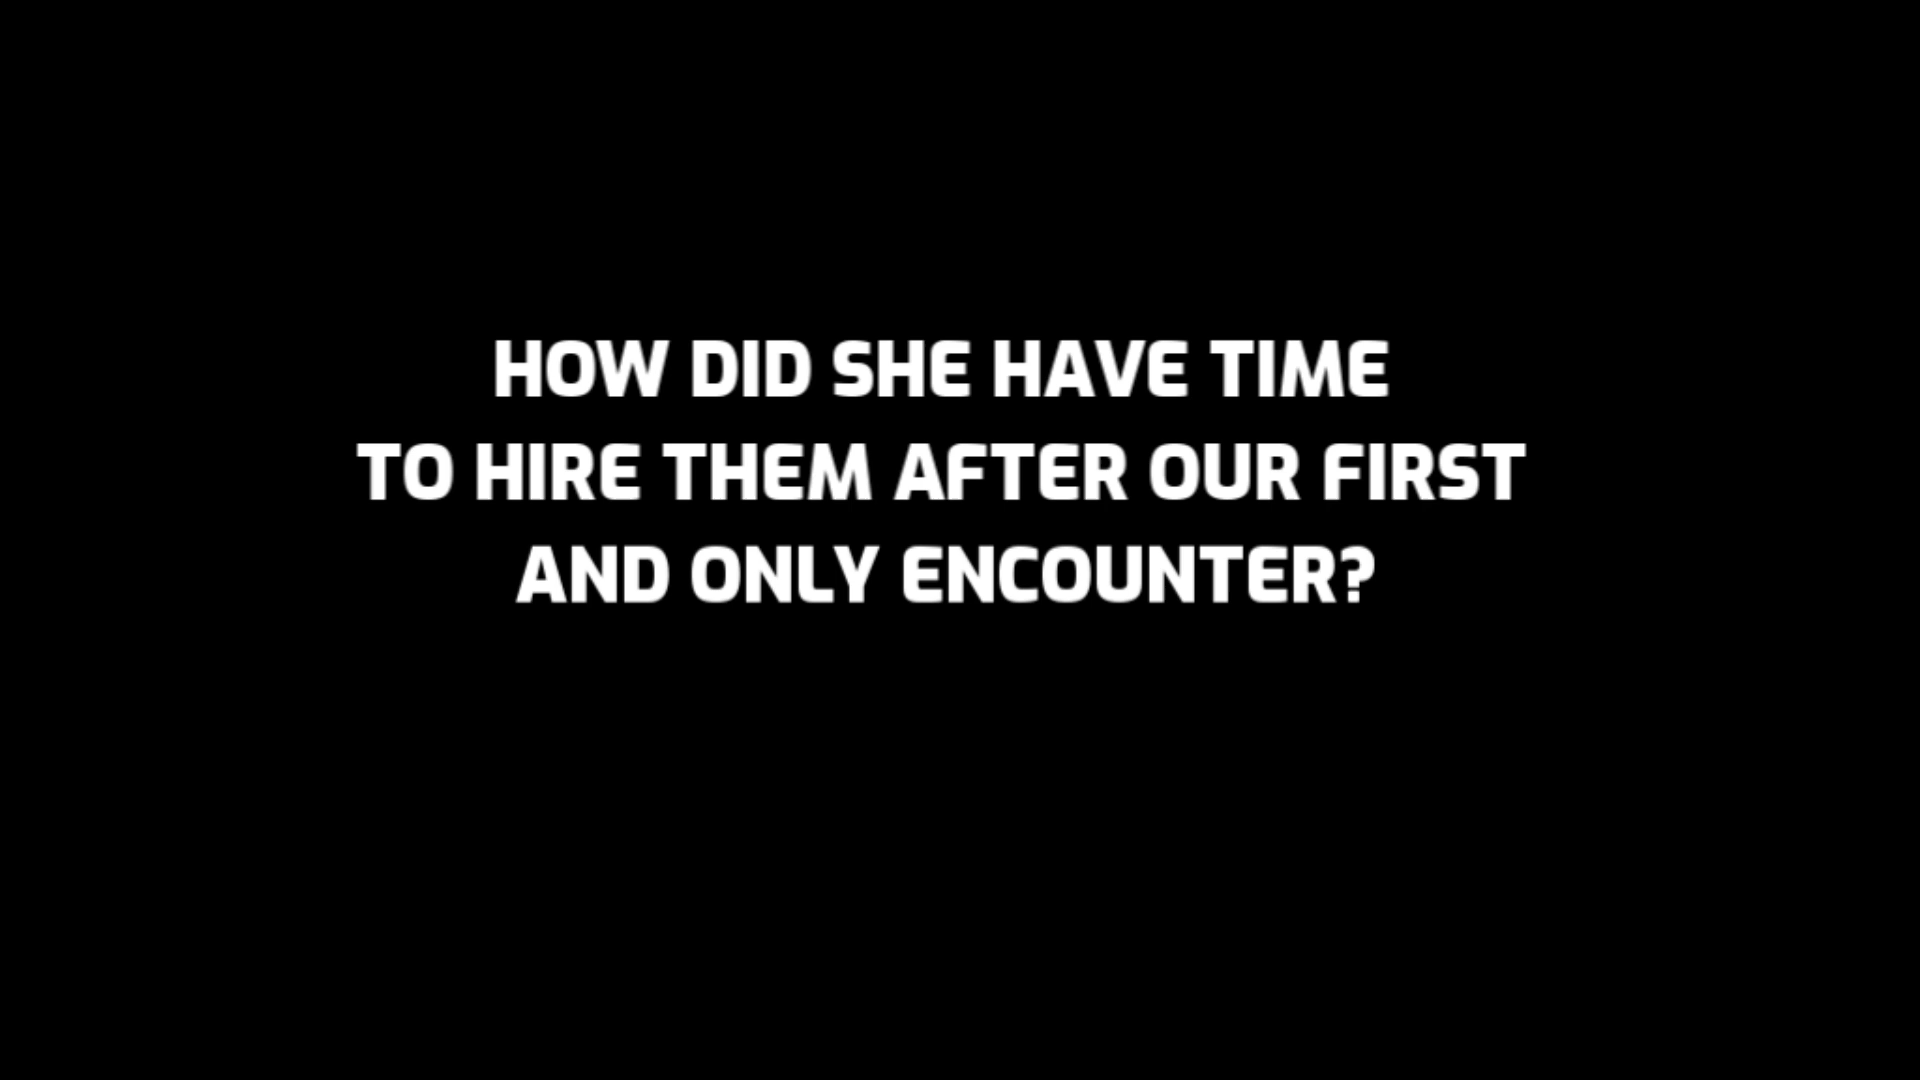 HOW DID SHE HAVE TIME
TO HIRE THEM AFTER OUR FIRST
AND ONLY ENCOUNTER?